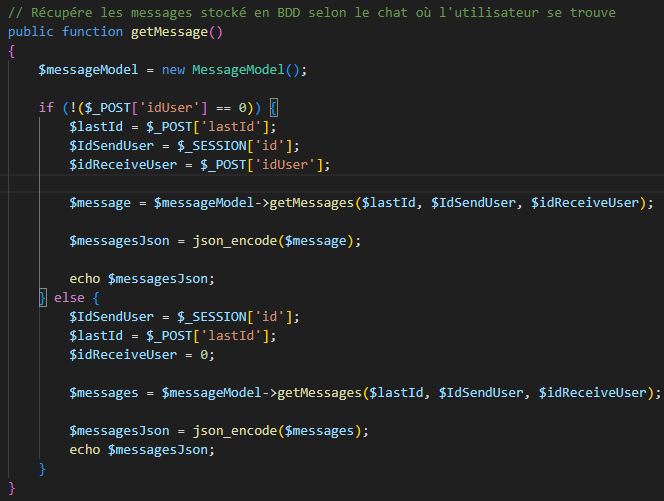 // Récupére les messages stocké en BDD selon le chat où l'utilisateur se trouve
public function getMessage()
{
    $messageModel = new MessageModel();

    if (!($_POST['idUser'] == 0)) {
        $lastId = $_POST['lastId'];
        $IdSendUser = $_SESSION['id'];
        $idReceiveUser = $_POST['idUser'];

        $message = $messageModel->getMessages($lastId, $IdSendUser, $idReceiveUser);

        $messagesJson = json_encode($message);

        echo $messagesJson;
    } else {
        $IdSendUser = $_SESSION['id'];
        $lastId = $_POST['lastId'];
        $idReceiveUser = 0;

        $messages = $messageModel->getMessages($lastId, $IdSendUser, $idReceiveUser);

        $messagesJson = json_encode($messages);
        echo $messagesJson;
    }
}